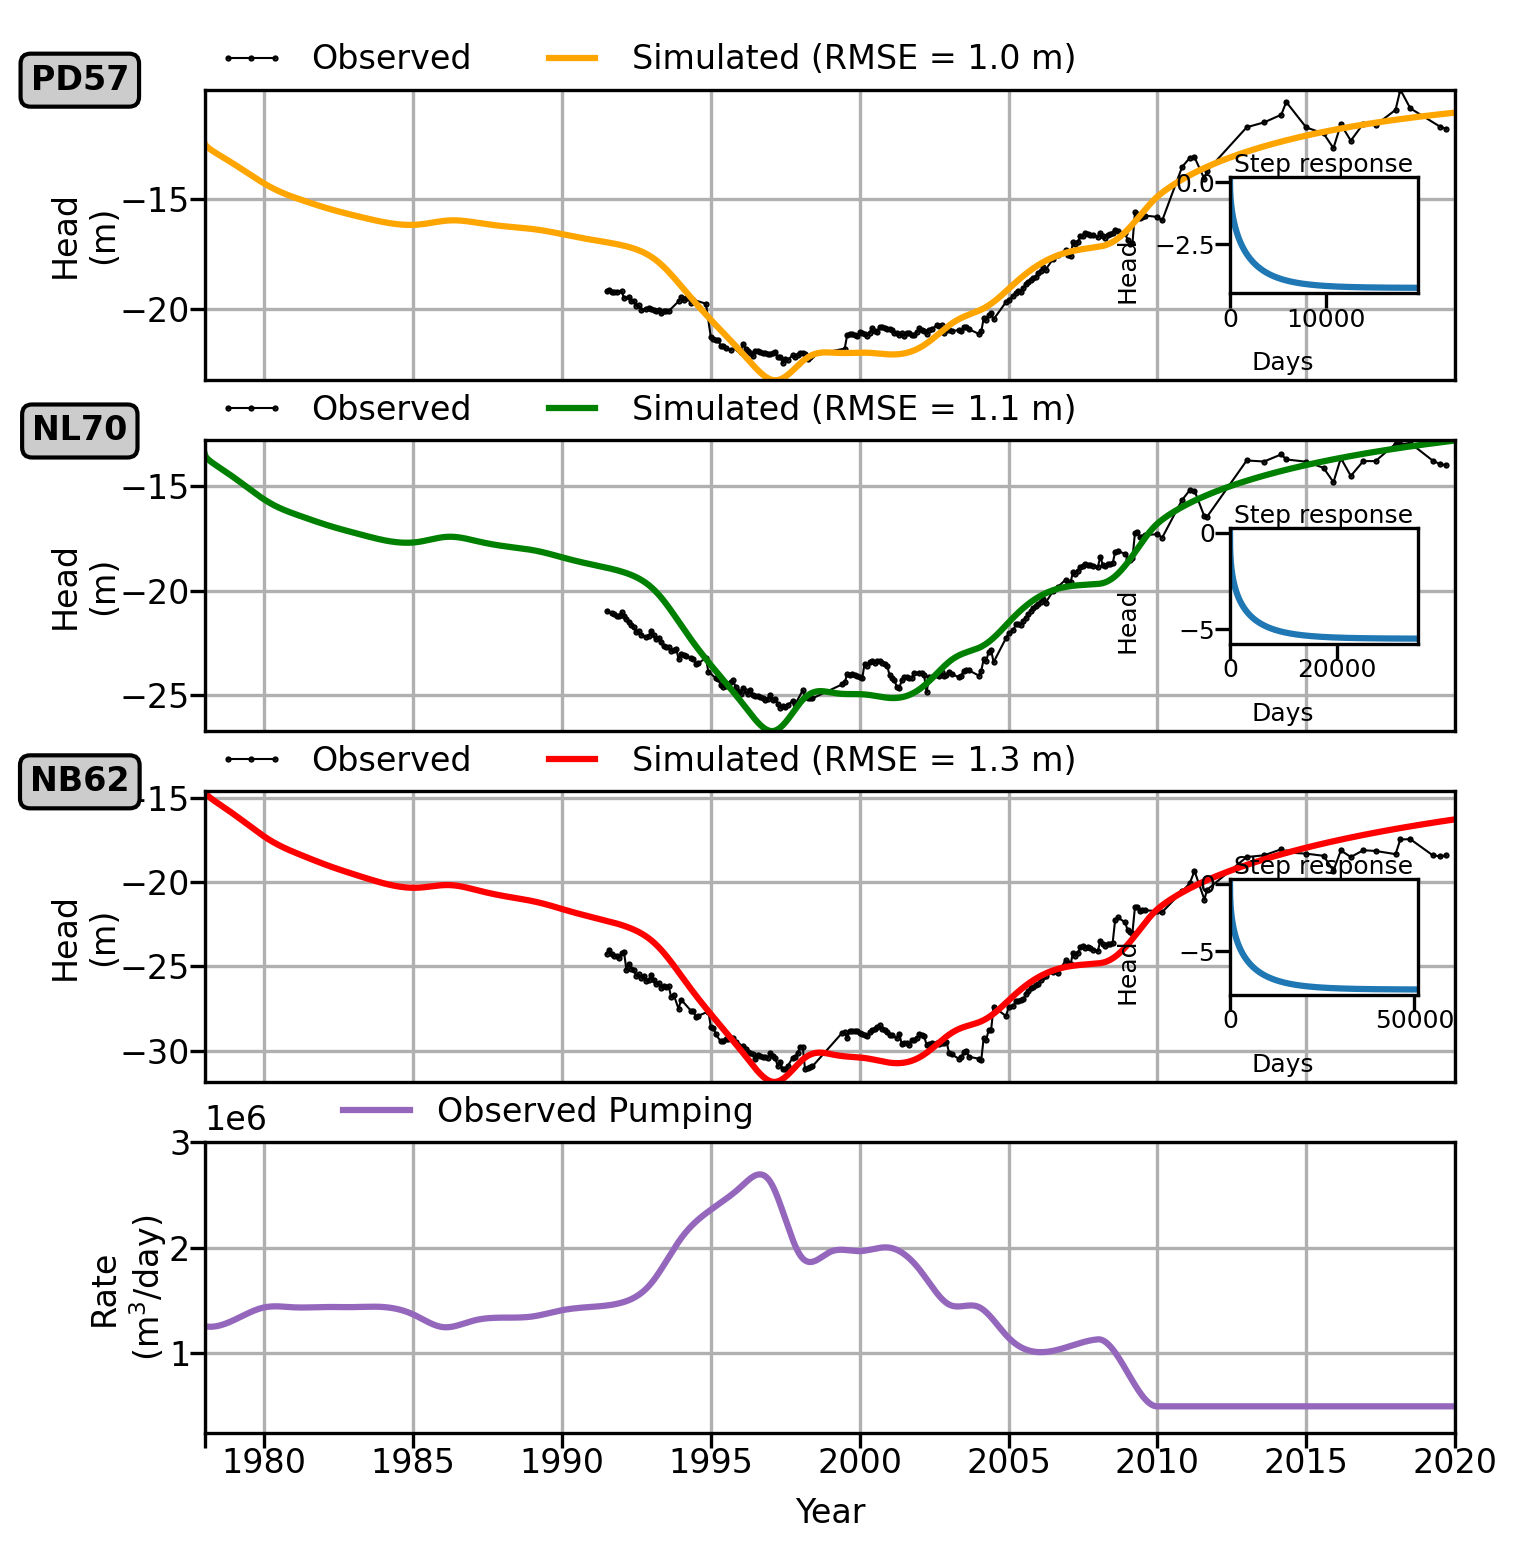 Observed Simulated (RMSE = 1.0 m)
PD57
Head
(m)
−15
−20
Step response
0.0
−2.5
Head
0 10000
Days
Observed Simulated (RMSE = 1.1 m)
NL70
Head
(m)
−15
−20
−25
Step response
0
−5
Head
0 20000
Days
Observed Simulated (RMSE = 1.3 m)
NB62
Head
(m)
−15
−20
−25
−30
Step response
0
−5
Head
0 50000
Days
1e6 Observed Pumping
Rate
(m³/day)
3
2
1
1980 1985 1990 1995 2000 2005 2010 2015 2020
Year